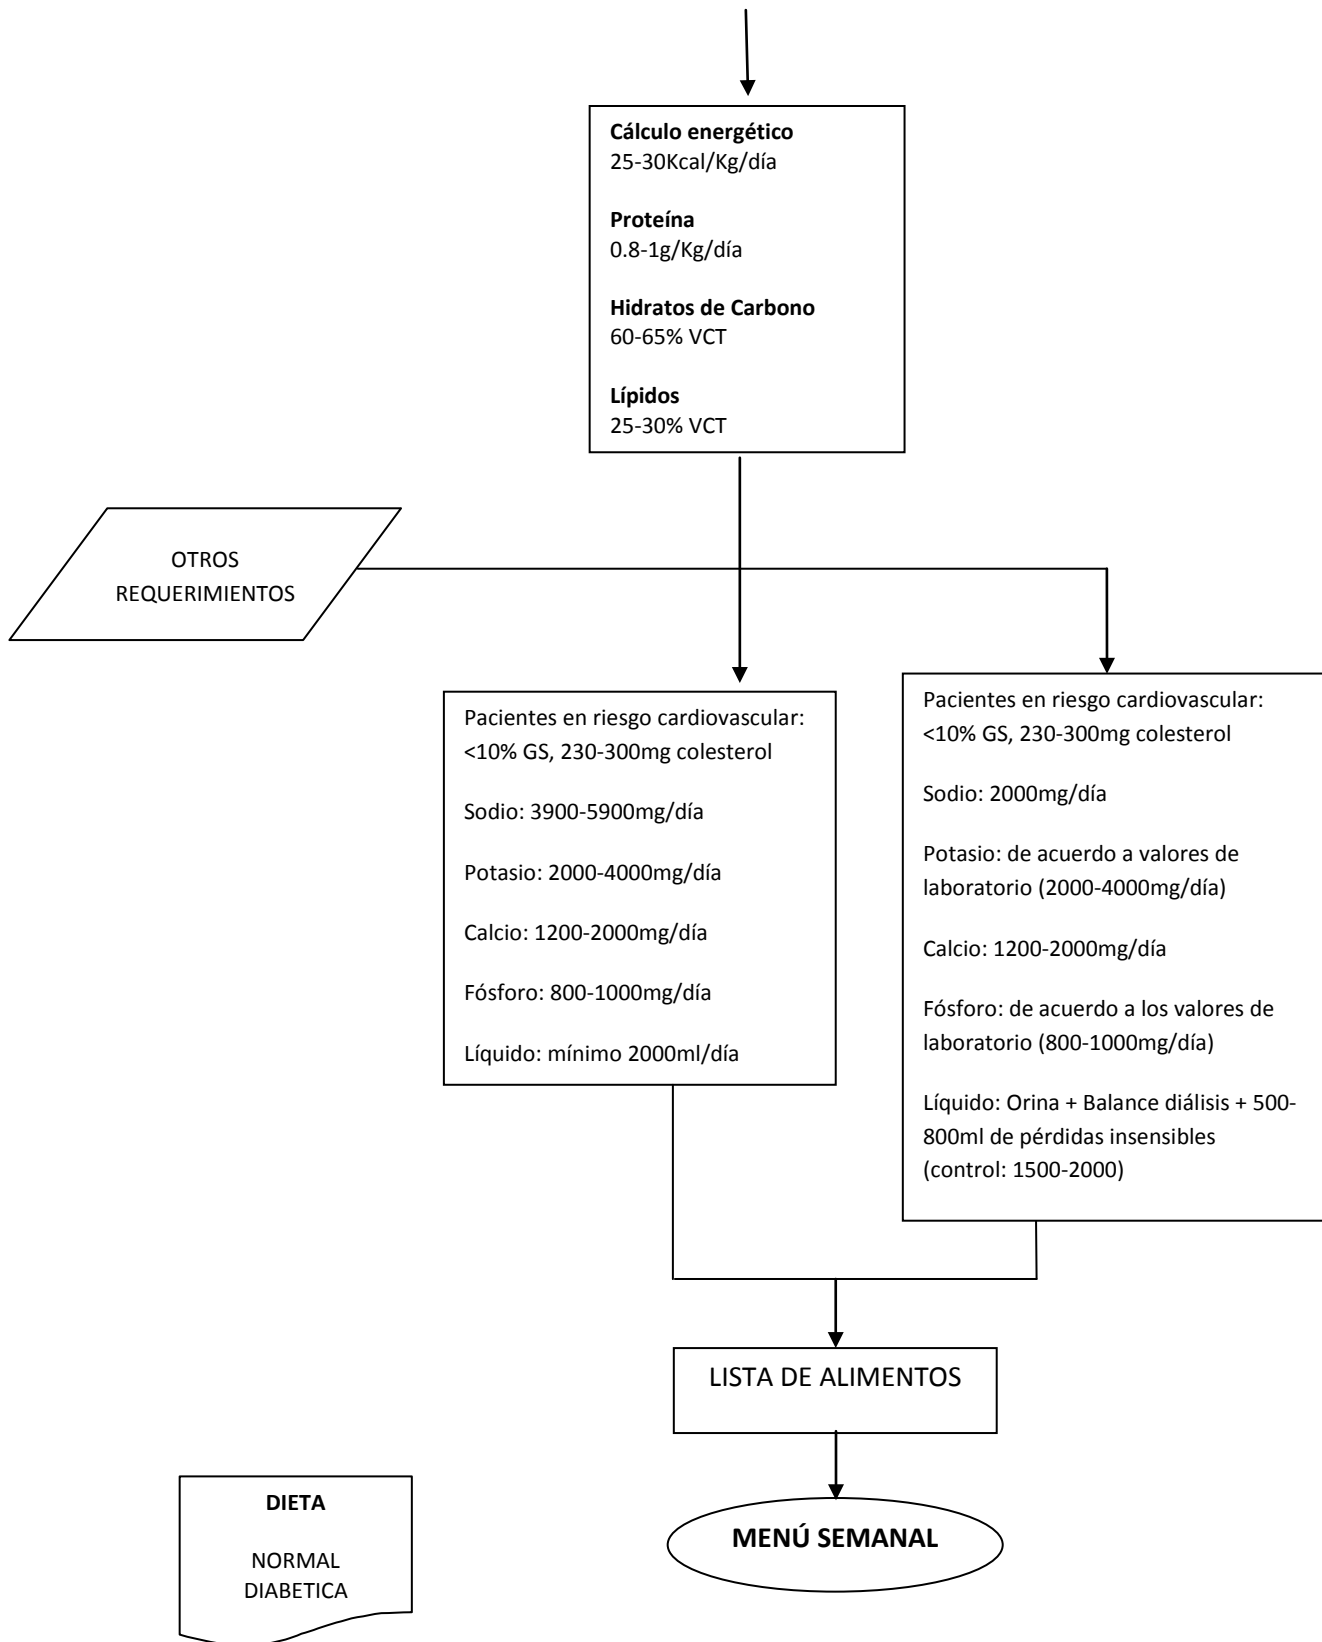 Cálculo energético
25-30Kcal/Kg/día
Proteína
0.8-1g/Kg/día
Hidratos de Carbono
60-65% VCT
Lípidos
25-30% VCT
OTROS
REQUERIMIENTOS
Pacientes en riesgo cardiovascular:
<10% GS, 230-300mg colesterol
Sodio: 3900-5900mg/día
Potasio: 2000-4000mg/día
Calcio: 1200-2000mg/día
Fósforo: 800-1000mg/día
Líquido: mínimo 2000ml/día
Pacientes en riesgo cardiovascular:
<10% GS, 230-300mg colesterol
Sodio: 2000mg/día
Potasio: de acuerdo a valores de
laboratorio (2000-4000mg/día)
Calcio: 1200-2000mg/día
Fósforo: de acuerdo a los valores de
laboratorio (800-1000mg/día)
Líquido: Orina + Balance diálisis + 500-
800ml de pérdidas insensibles
(control: 1500-2000)
LISTA DE ALIMENTOS
MENÚ SEMANAL
DIETA
NORMAL
DIABETICA